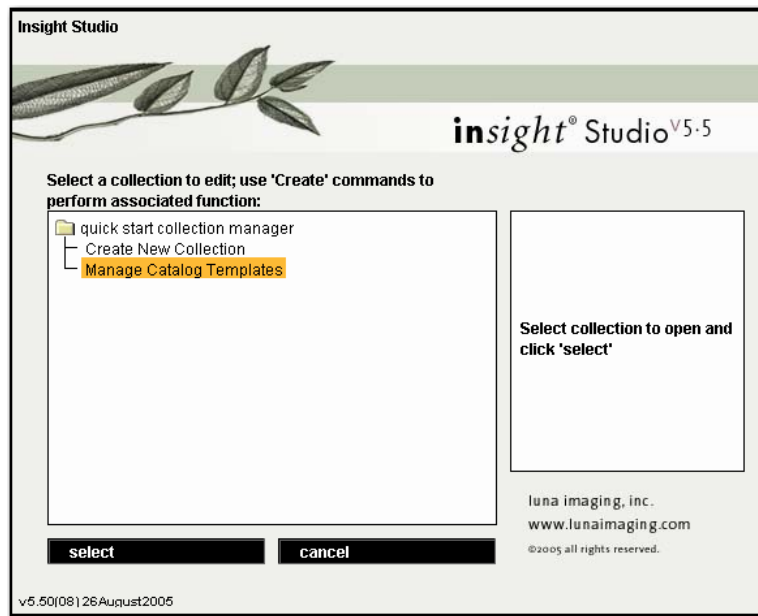 Insight Studio
insight® Studio V5.5
Select a collection to edit; use 'Create' commands to
perform associated function:
quick start collection manager
Create New Collection
Manage Catalog Templates
Select collection to open and
click 'select'
luna imaging, inc.
www.lunaimaging.com
©2005 all rights reserved.
select
cancel
v5.50(08) 26August2005